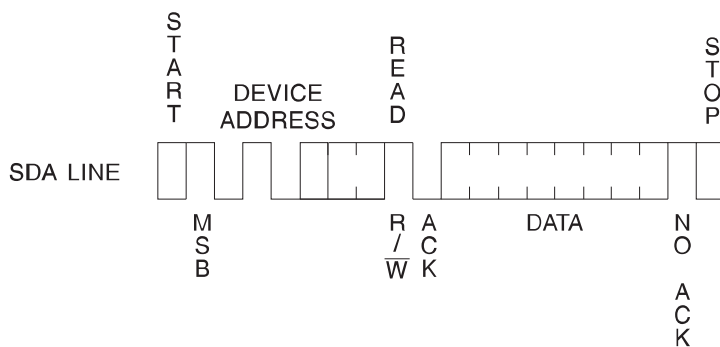 START
READ
STOP
DEVICE
ADDRESS
SDA LINE
MSB
R/W̅
ACK
DATA
NO ACK